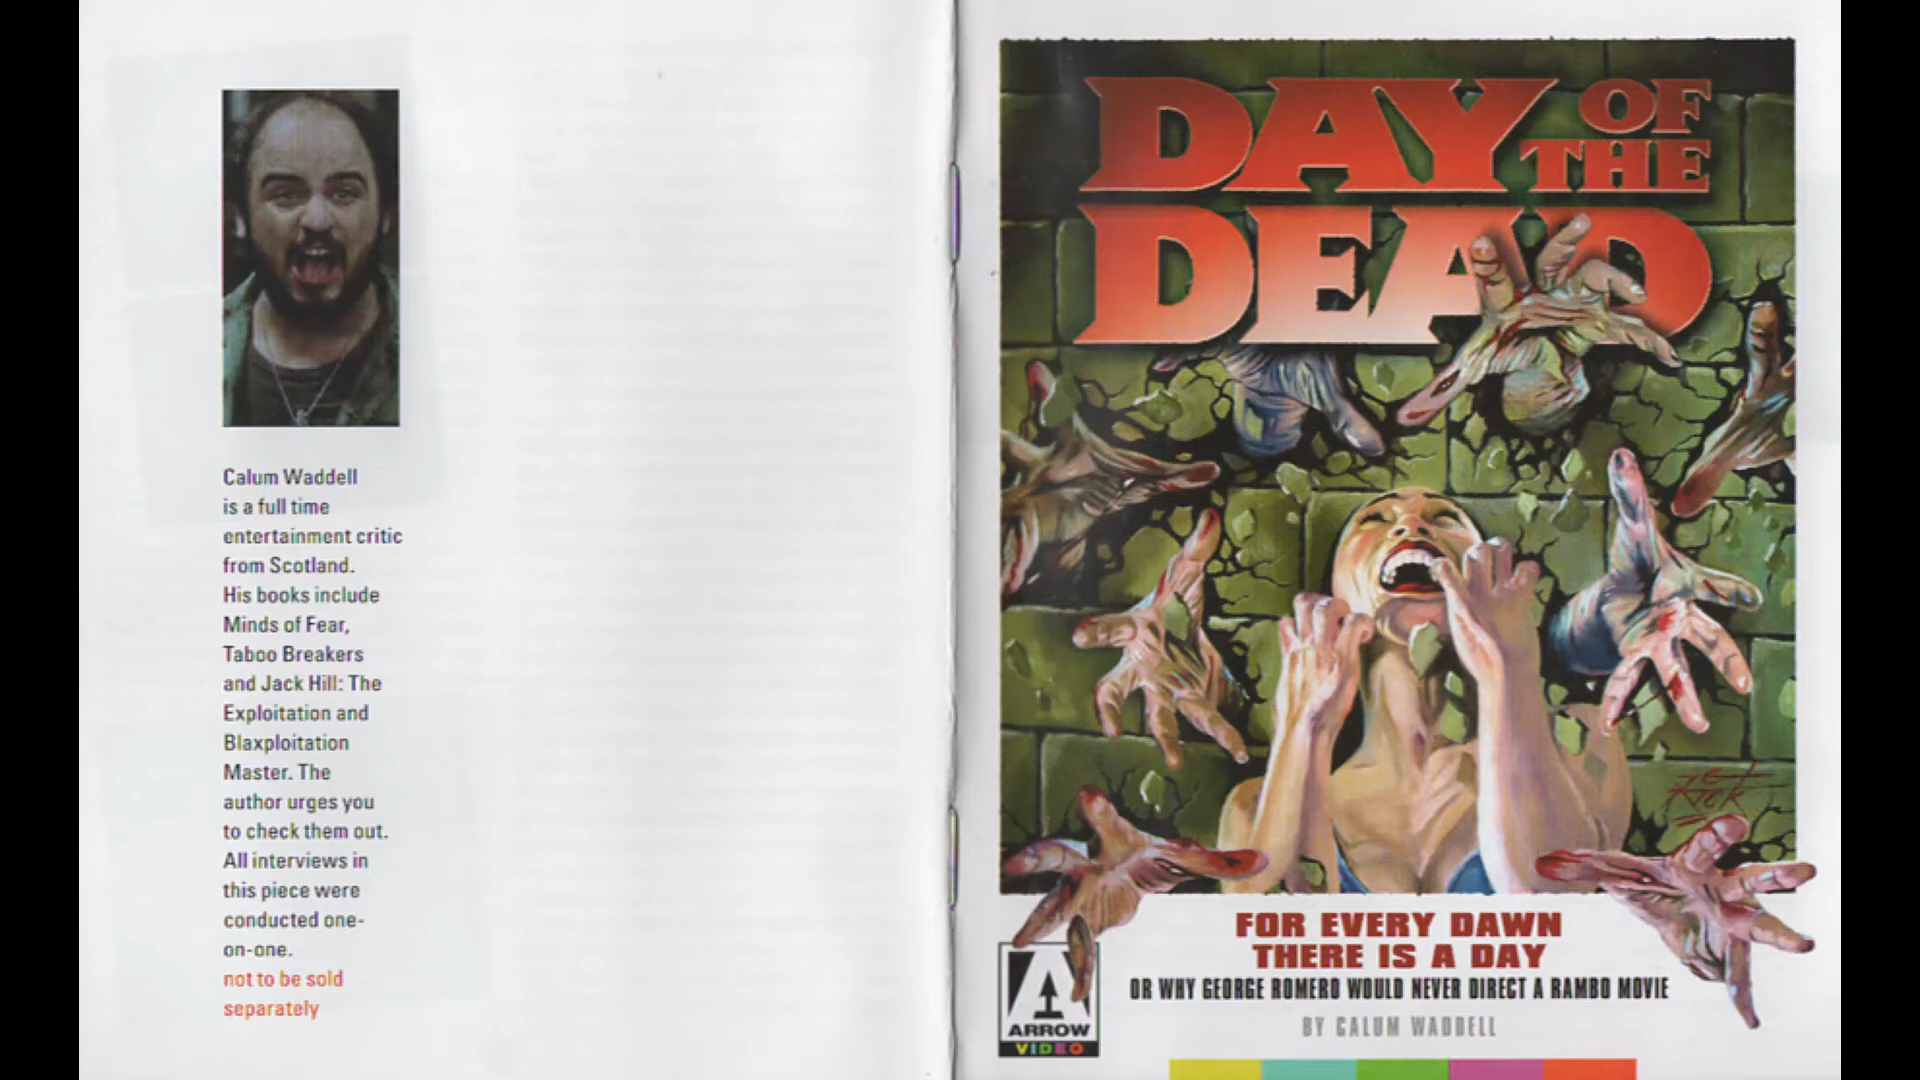 Calum Waddell
is a full time
entertainment critic
from Scotland.
His books include
Minds of Fear,
Taboo Breakers
and Jack Hill: The
Exploitation and
Blaxploitation
Master. The
author urges you
to check them out.
All interviews in
this piece were
conducted one-
on-one.
not to be sold
separately
DAY OF
THE
DEAD
FOR EVERY DAWN
THERE IS A DAY
OR WHY GEORGE ROMERO WOULD NEVER DIRECT A RAMBO MOVIE
BY CALUM WADDELL
ARROW
VIDEO